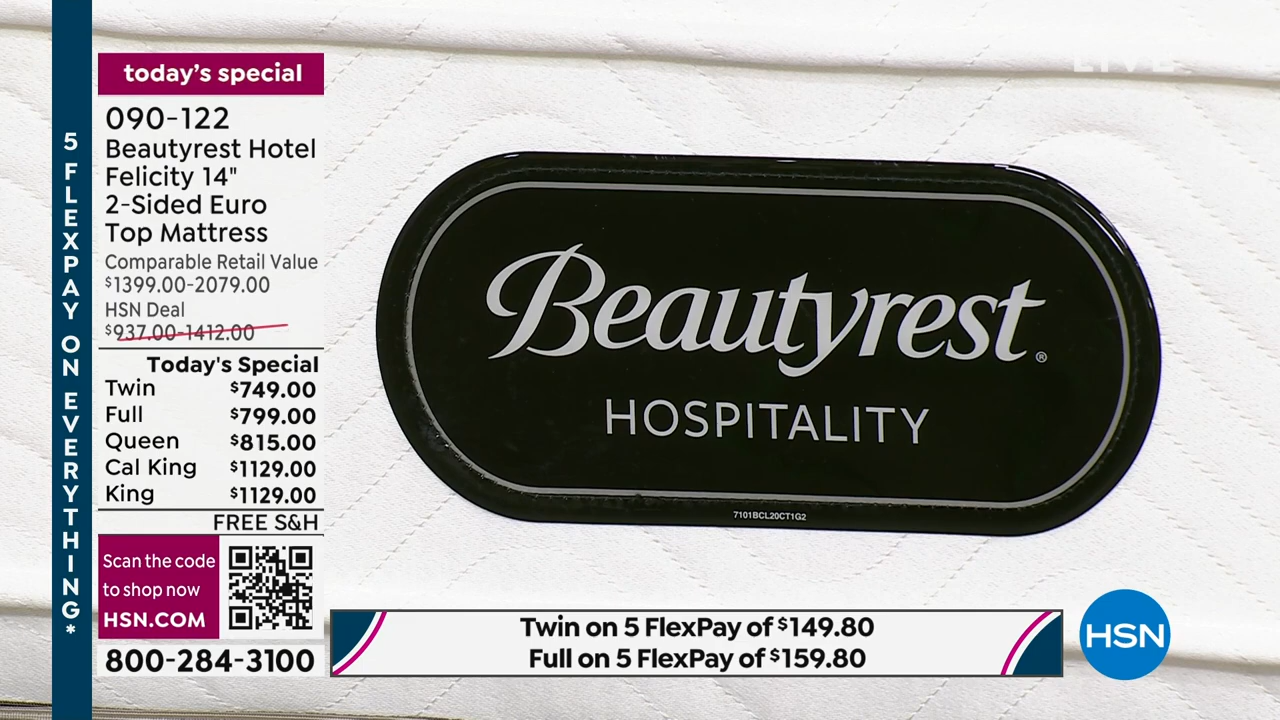 LIVE
5 FLEXPAY ON EVERYTHING*
today's special
090-122
Beautyrest Hotel
Felicity 14"
2-Sided Euro
Top Mattress
Comparable Retail Value
$1399.00-2079.00
HSN Deal
$937.00-1412.00
Today's Special
Twin $749.00
Full $799.00
Queen $815.00
Cal King $1129.00
King $1129.00
FREE S&H
Scan the code
to shop now
HSN.COM
800-284-3100
Beautyrest®
HOSPITALITY
7101BCL20CT1G2
Twin on 5 FlexPay of $149.80
Full on 5 FlexPay of $159.80
HSN